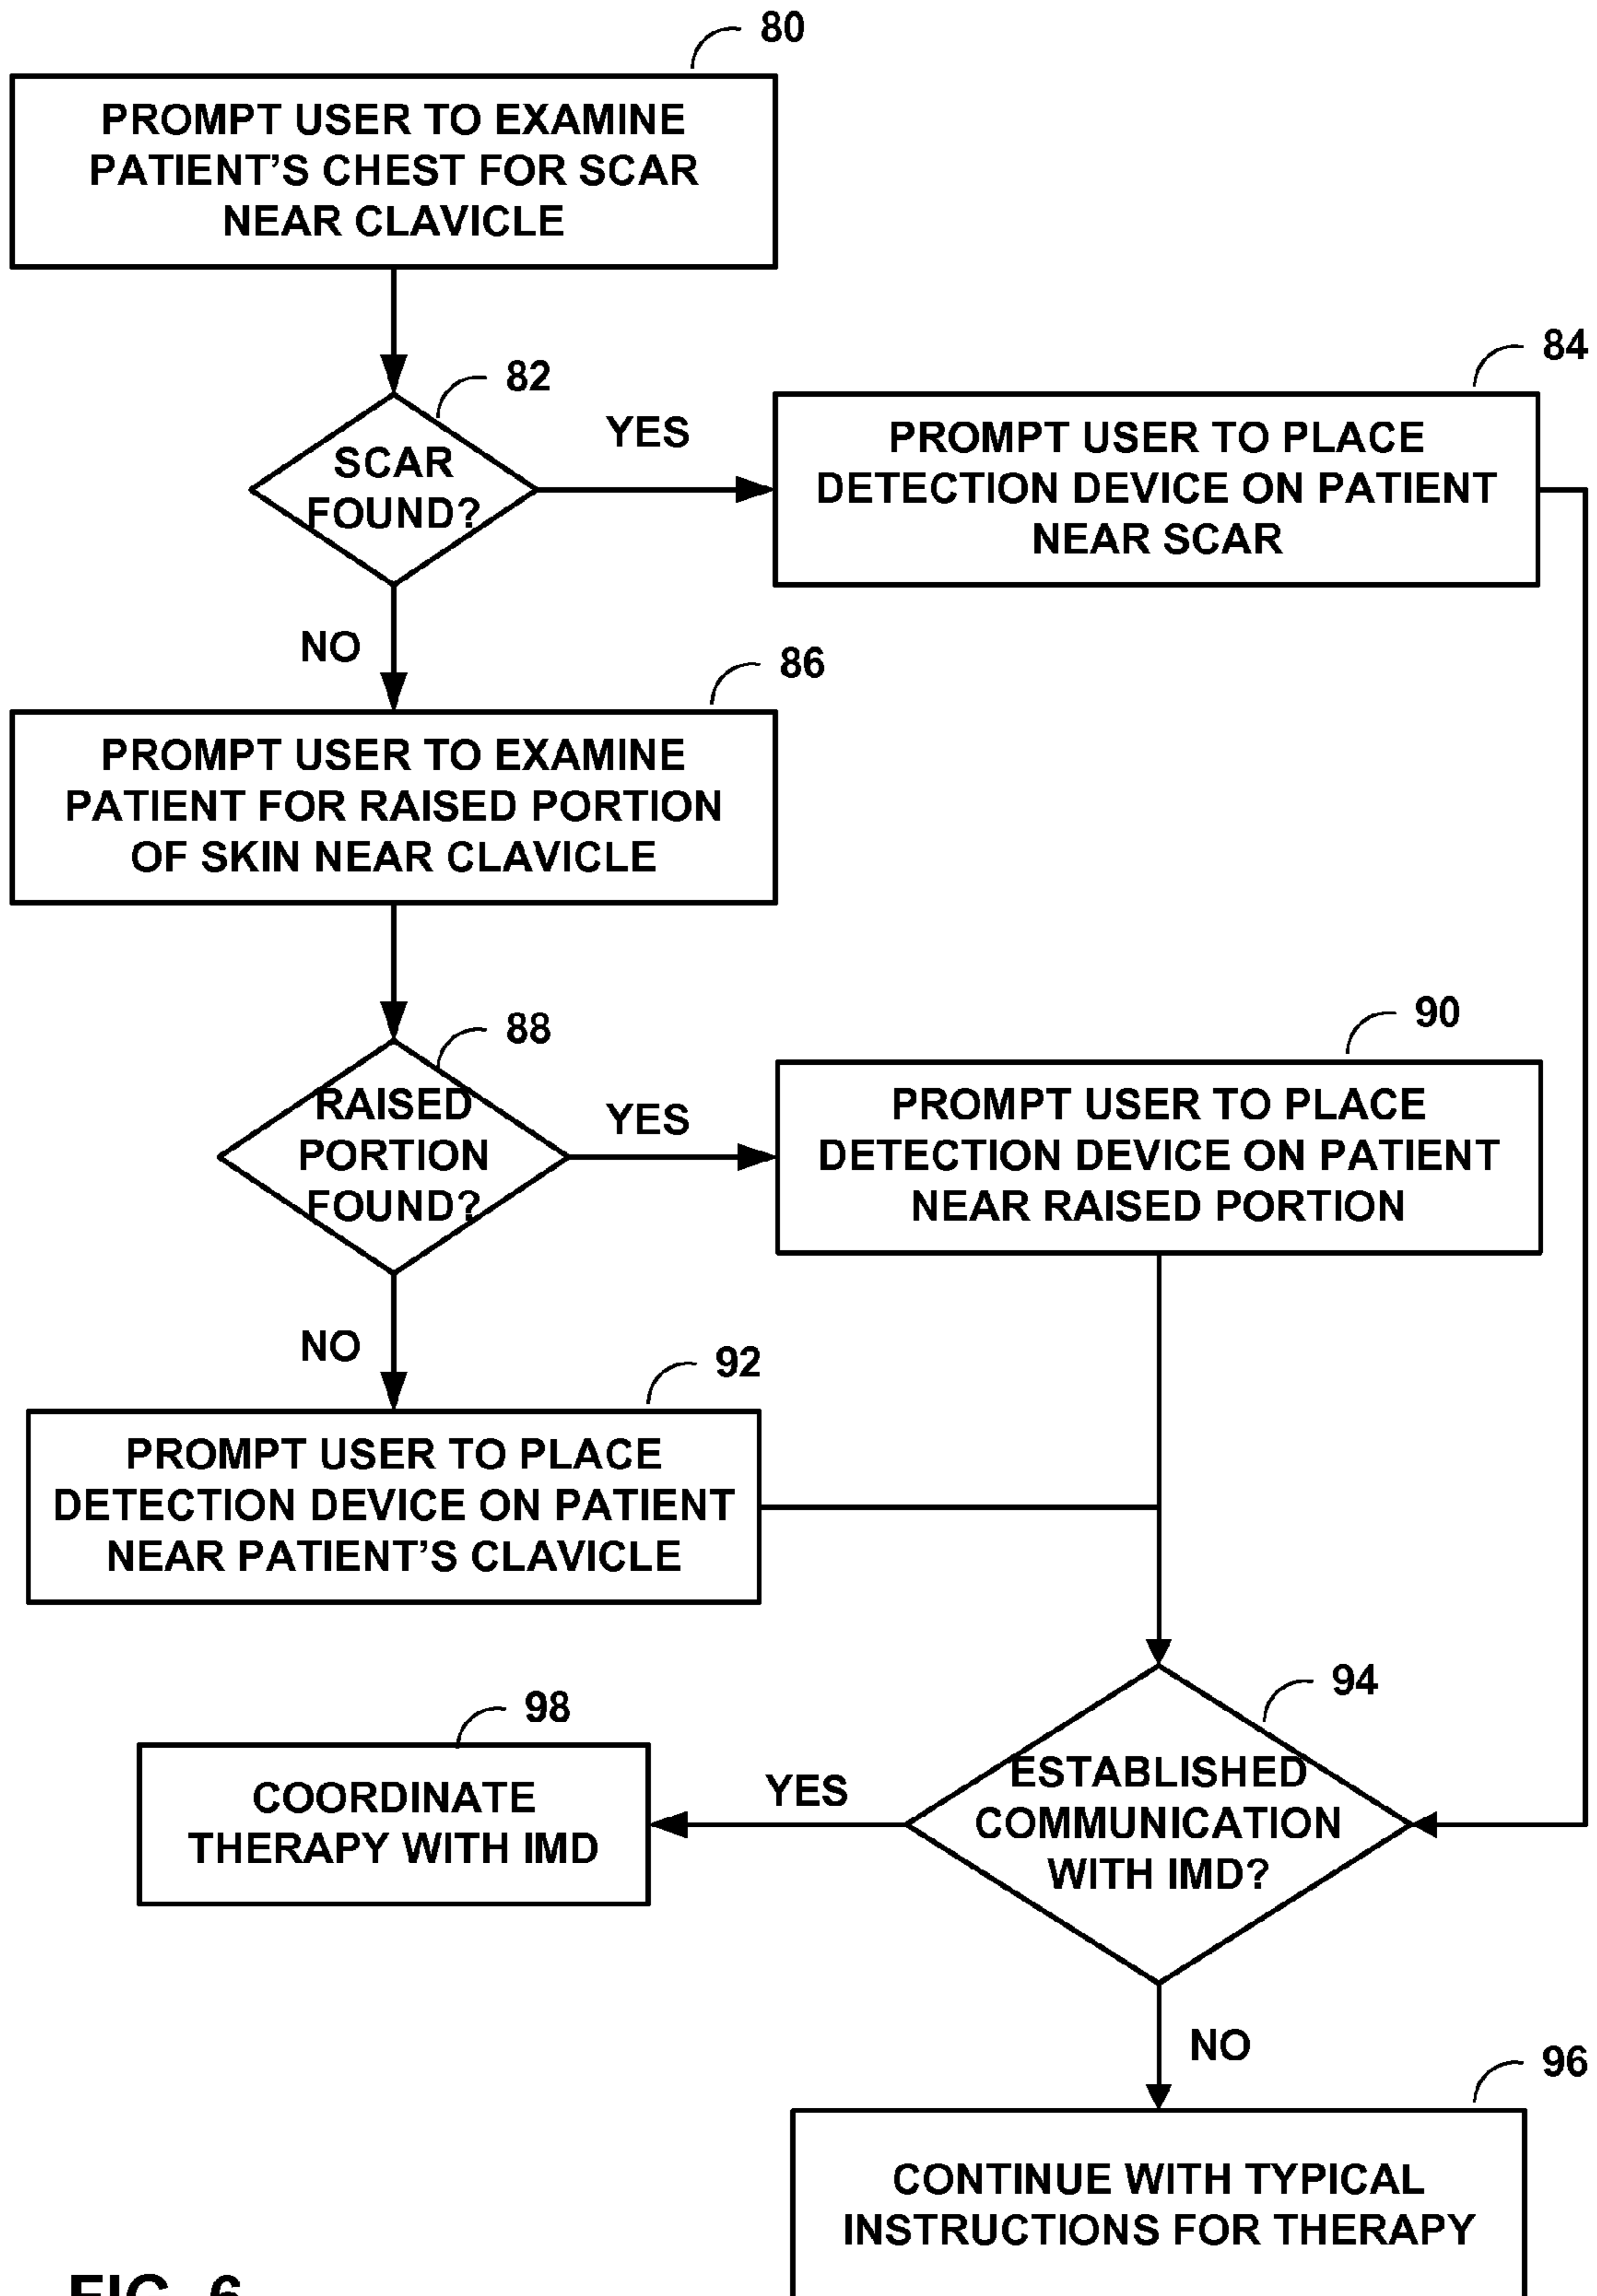 80
PROMPT USER TO EXAMINE
PATIENT'S CHEST FOR SCAR
NEAR CLAVICLE
82
SCAR
FOUND?
YES
84
PROMPT USER TO PLACE
DETECTION DEVICE ON PATIENT
NEAR SCAR
NO
86
PROMPT USER TO EXAMINE
PATIENT FOR RAISED PORTION
OF SKIN NEAR CLAVICLE
88
RAISED
PORTION
FOUND?
YES
90
PROMPT USER TO PLACE
DETECTION DEVICE ON PATIENT
NEAR RAISED PORTION
NO
92
PROMPT USER TO PLACE
DETECTION DEVICE ON PATIENT
NEAR PATIENT'S CLAVICLE
94
ESTABLISHED
COMMUNICATION
WITH IMD?
YES
98
COORDINATE
THERAPY WITH IMD
NO
96
CONTINUE WITH TYPICAL
INSTRUCTIONS FOR THERAPY
FIG. 6